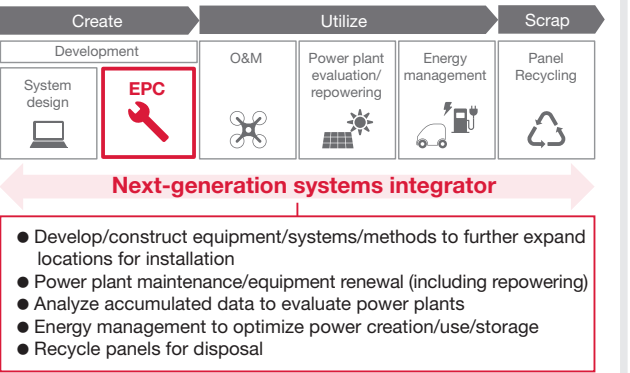 Create
Utilize
Scrap
Development
System
design
EPC
O&M
Power plant
evaluation/
repowering
Energy
management
Panel
Recycling
Next-generation systems integrator
● Develop/construct equipment/systems/methods to further expand
locations for installation
● Power plant maintenance/equipment renewal (including repowering)
● Analyze accumulated data to evaluate power plants
● Energy management to optimize power creation/use/storage
● Recycle panels for disposal